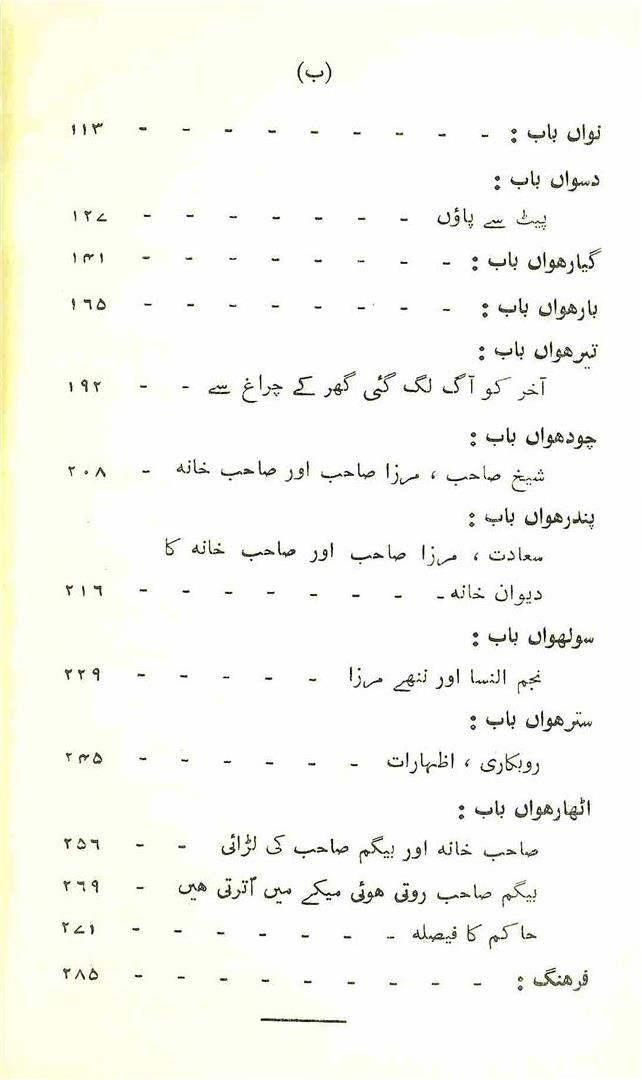 (ب)
نواں باب : - - - - - - - - - ۱۱۳
دسواں باب :
پیٹ سے پاؤں - - - - - - - ۱۲۷
گیارھواں باب : - - - - - - - - ۱۴۱
بارھواں باب : - - - - - - - - ۱۶۵
تیرھواں باب :
آخر کو آگ لگ گئی گھر کے چراغ سے - - ۱۹۲
چودھواں باب :
شیخ صاحب ، مرزا صاحب اور صاحب خانہ - ۲۰۸
پندرھواں باب :
سعادت ، مرزا صاحب اور صاحب خانہ کا
دیوان خانہ - - - - - - - - ۲۱۶
سولھواں باب :
نجم النسا اور ننھے مرزا - - - - - ۲۲۹
سترھواں باب :
روبکاری ، اظہارات - - - - - - ۲۴۵
اٹھارھواں باب :
صاحب خانہ اور بیگم صاحب کی لڑائی - - ۲۵۶
بیگم صاحب روتی ھوئی میکے میں اُترتی ھیں - ۲۶۹
حاکم کا فیصلہ - - - - - - - ۲۷۱
فرھنگ : - - - - - - - - - ۲۸۵